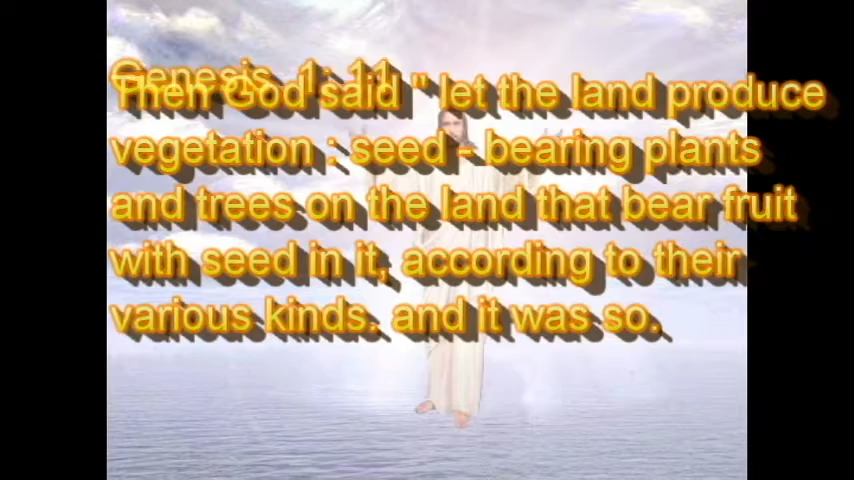 Genesis 1: 11
Then God said " let the land produce
vegetation : seed - bearing plants
and trees on the land that bear fruit
with seed in it, according to their
various kinds. and it was so.